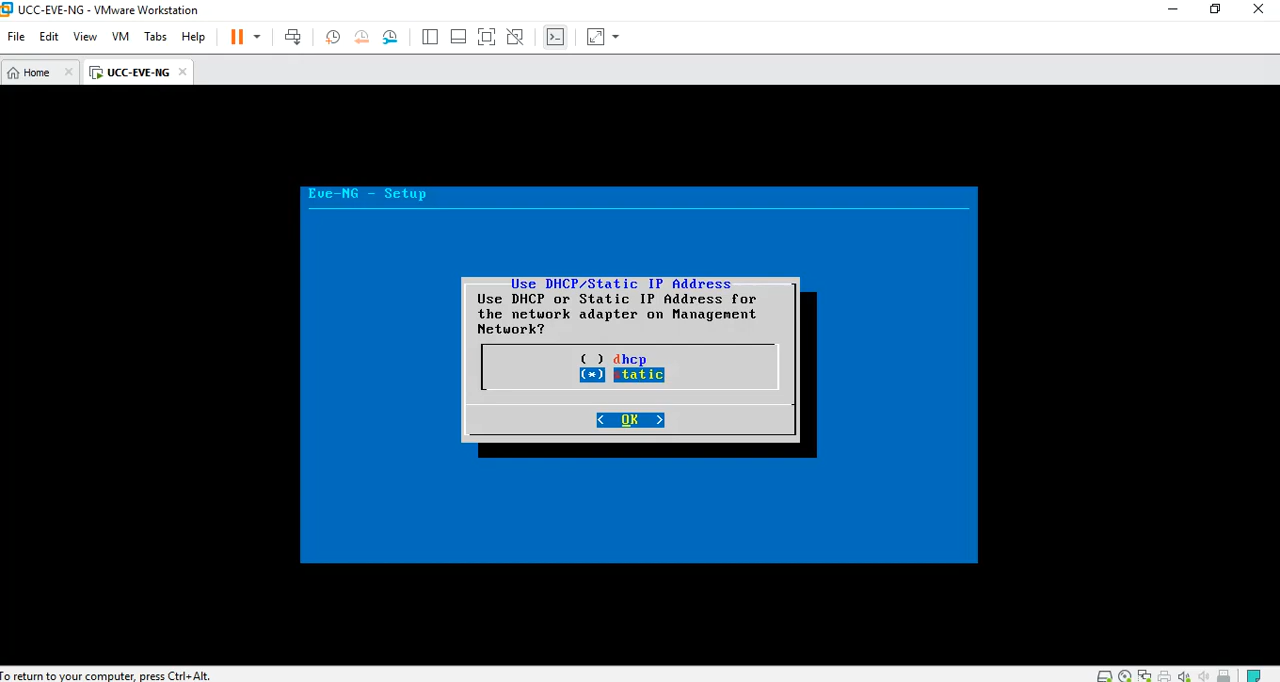 UCC-EVE-NG - VMware Workstation
File Edit View VM Tabs Help
Home UCC-EVE-NG
Eve-NG - Setup
Use DHCP/Static IP Address
Use DHCP or Static IP Address for
the network adapter on Management
Network?
( ) dhcp
(*) static
< OK >
To return to your computer, press Ctrl+Alt.